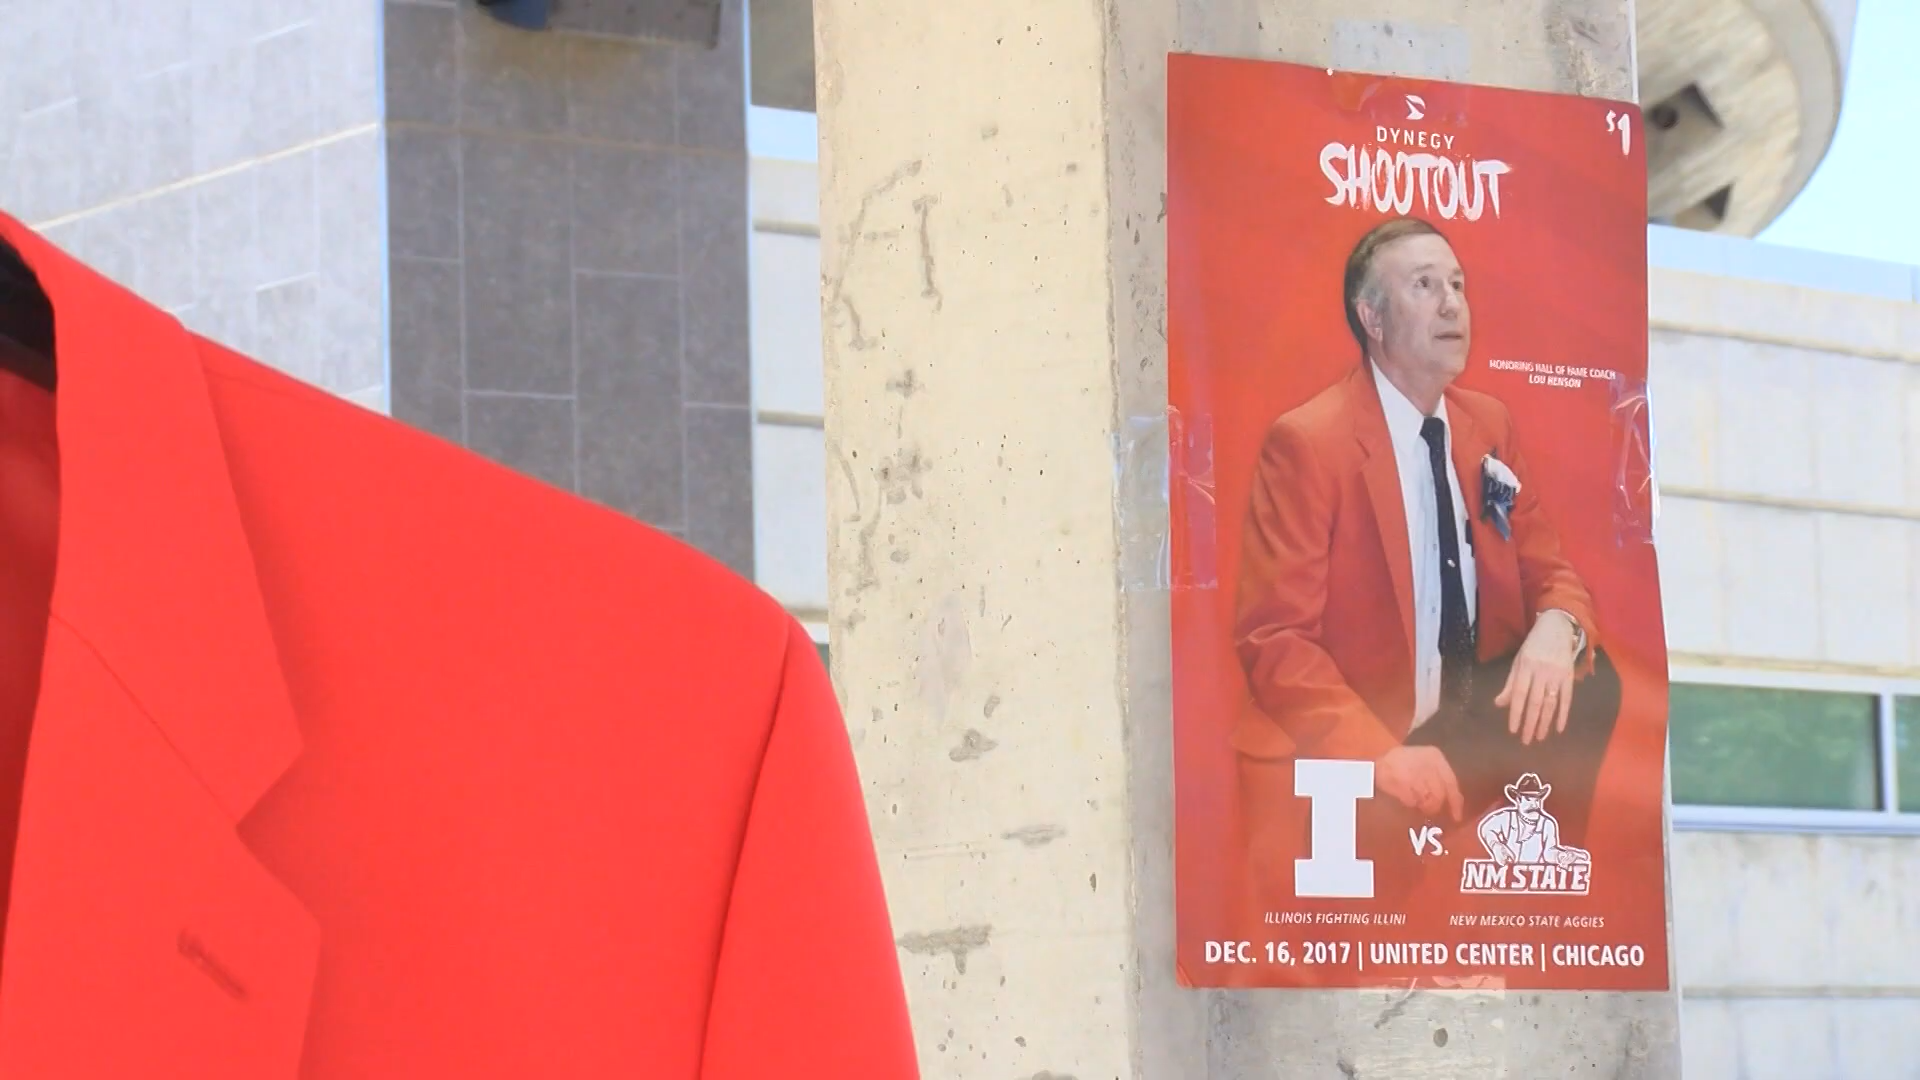 $1
DYNEGY
SHOOTOUT
HONORING HALL OF FAME COACH
LOU HENSON
I
VS.
NM STATE
ILLINOIS FIGHTING ILLINI
NEW MEXICO STATE AGGIES
DEC. 16, 2017 | UNITED CENTER | CHICAGO